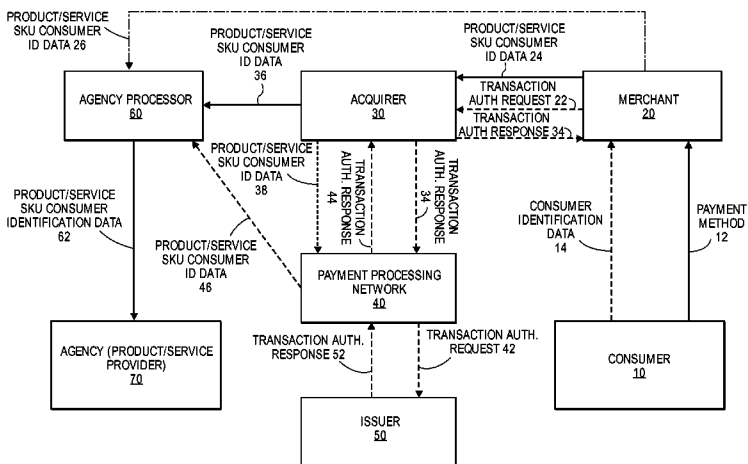 PRODUCT/SERVICE
SKU CONSUMER
ID DATA 26
PRODUCT/SERVICE
SKU CONSUMER
ID DATA
36
PRODUCT/SERVICE
SKU CONSUMER
ID DATA 24
AGENCY PROCESSOR
60
ACQUIRER
30
TRANSACTION
AUTH REQUEST 22
TRANSACTION
AUTH RESPONSE 34
MERCHANT
20
PRODUCT/SERVICE
SKU CONSUMER
IDENTIFICATION DATA
62
PRODUCT/SERVICE
SKU CONSUMER
ID DATA
38
TRANSACTION
AUTH. RESPONSE
44
TRANSACTION
AUTH. RESPONSE
34
PRODUCT/SERVICE
SKU CONSUMER
ID DATA
46
CONSUMER
IDENTIFICATION
DATA
14
PAYMENT
METHOD 12
PAYMENT PROCESSING
NETWORK
40
AGENCY (PRODUCT/SERVICE
PROVIDER)
70
TRANSACTION AUTH.
RESPONSE 52
TRANSACTION AUTH.
REQUEST 42
CONSUMER
10
ISSUER
50